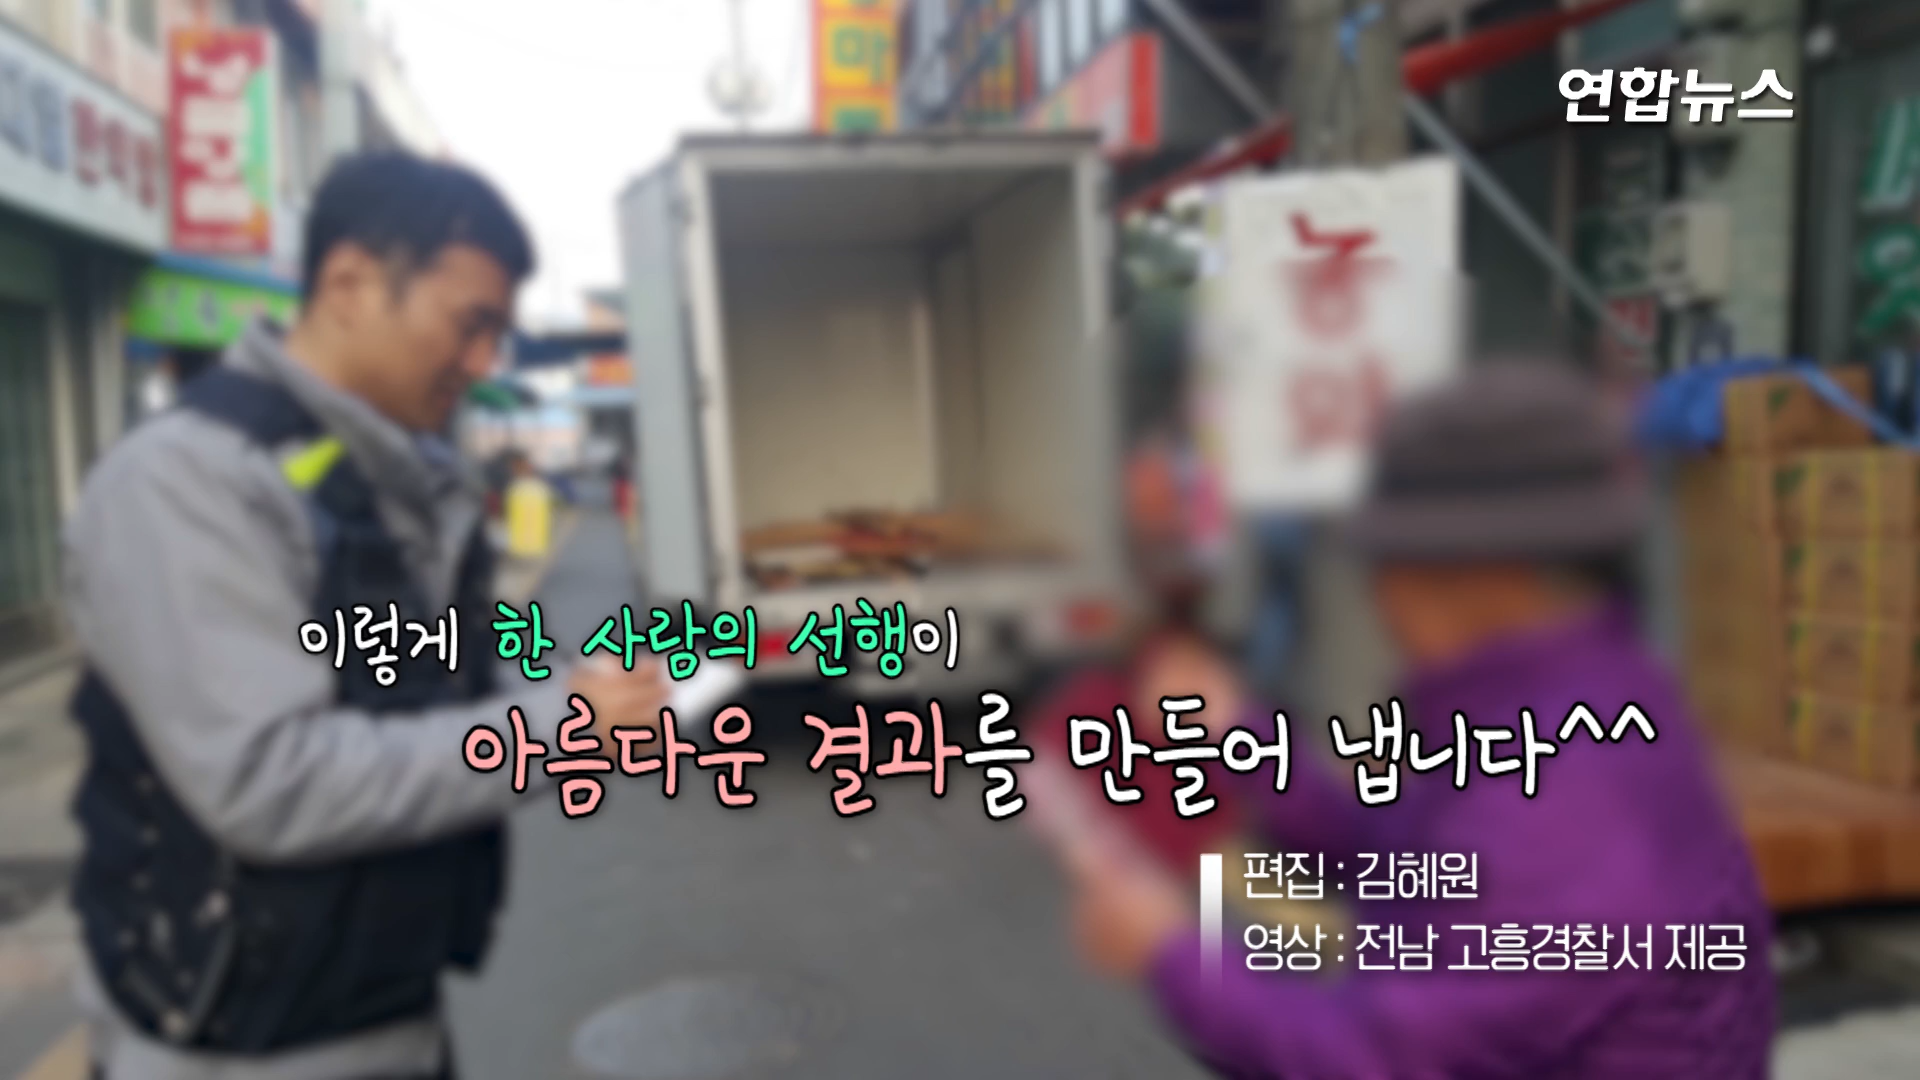 연합뉴스
이렇게 한 사람의 선행이
아름다운 결과를 만들어 냅니다^^
편집 : 김혜원
영상 : 전남 고흥경찰서 제공